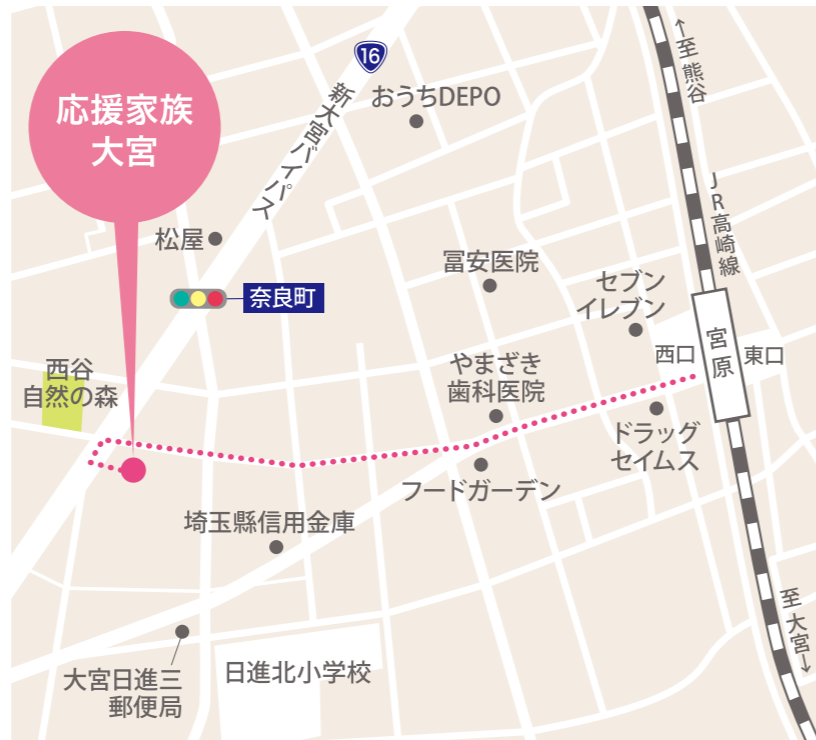 応援家族
大宮
16
新大宮バイパス
おうちDEPO
←至熊谷
JR高崎線
松屋
奈良町
冨安医院
セブン
イレブン
西口
宮原
東口
西谷
自然の森
やまざき
歯科医院
ドラッグ
セイムス
フードガーデン
埼玉縣信用金庫
至大宮→
大宮日進三
郵便局
日進北小学校